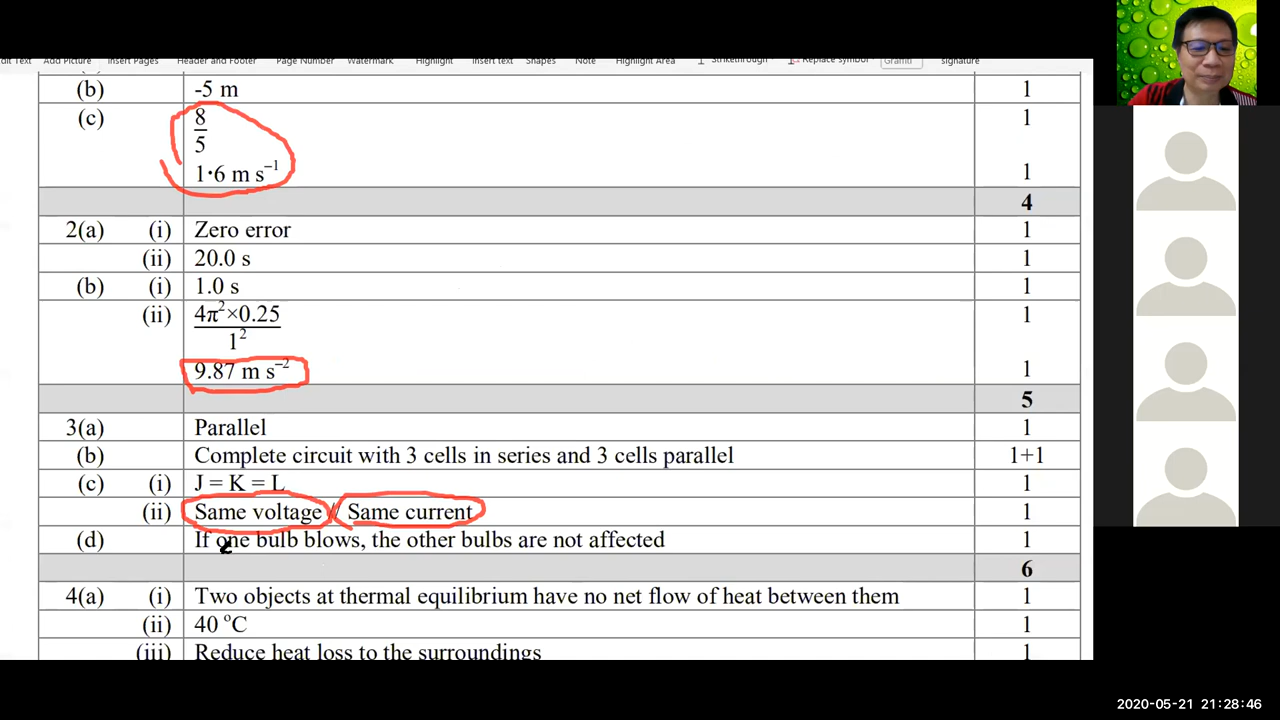 dit Text Add Picture Insert Pages Header and Footer Page Number Watermark Highlight Insert text Shapes Note Highlight Area Strikethrough Replace symbol Graffiti signature
(b) -5 m 1
(c) 8 1
5
1·6 m s⁻¹ 1
4
2(a) (i) Zero error 1
(ii) 20.0 s 1
(b) (i) 1.0 s 1
(ii) 4π²×0.25 1
1²
9.87 m s⁻² 1
5
3(a) Parallel 1
(b) Complete circuit with 3 cells in series and 3 cells parallel 1+1
(c) (i) J = K = L 1
(ii) Same voltage // Same current 1
(d) If one bulb blows, the other bulbs are not affected 1
6
4(a) (i) Two objects at thermal equilibrium have no net flow of heat between them 1
(ii) 40 °C 1
(iii) Reduce heat loss to the surroundings 1
2020-05-21 21:28:46